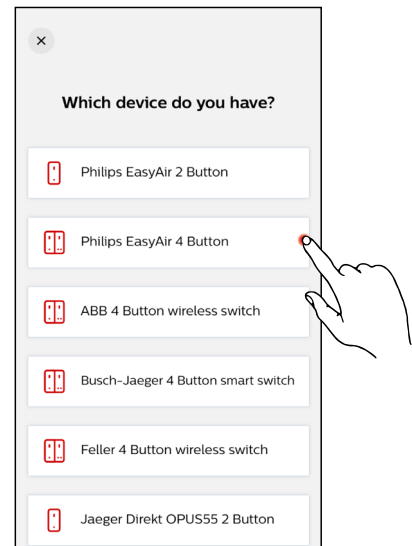 Which device do you have?
Philips EasyAir 2 Button
Philips EasyAir 4 Button
ABB 4 Button wireless switch
Busch-Jaeger 4 Button smart switch
Feller 4 Button wireless switch
Jaeger Direkt OPUS55 2 Button